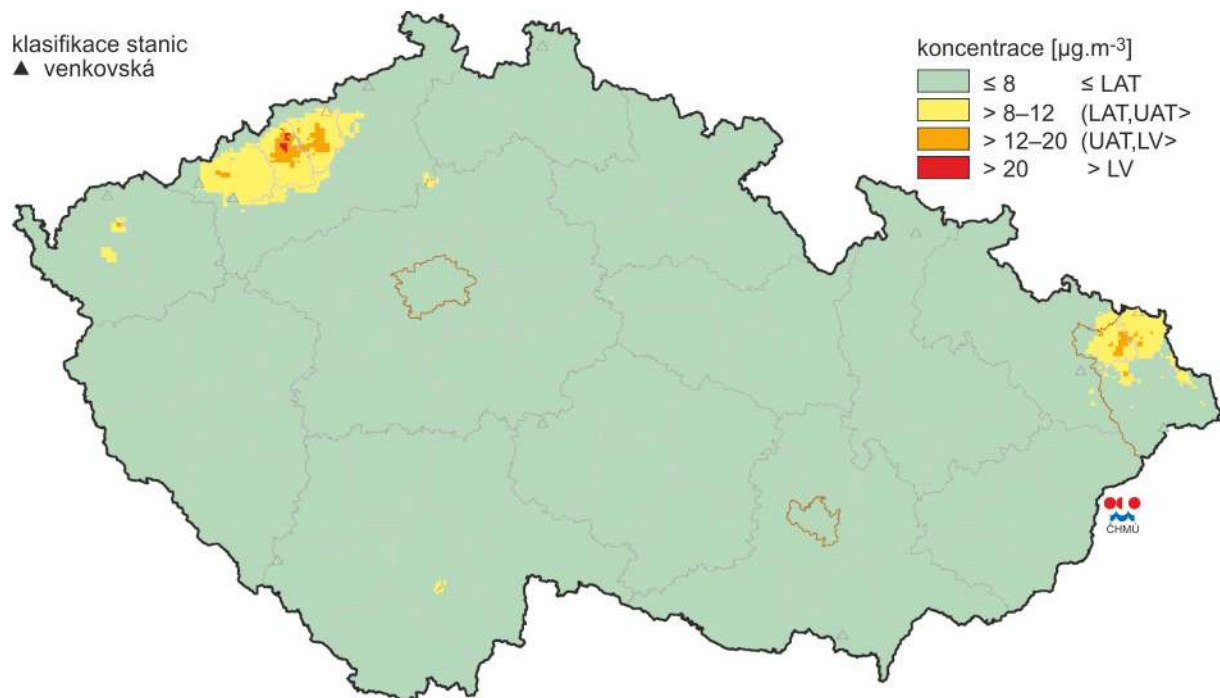 klasifikace stanic
▲ venkovská
koncentrace [µg.m-3]
≤ 8 ≤ LAT
> 8–12 (LAT,UAT>
> 12–20 (UAT,LV>
> 20 > LV
ČHMÚ